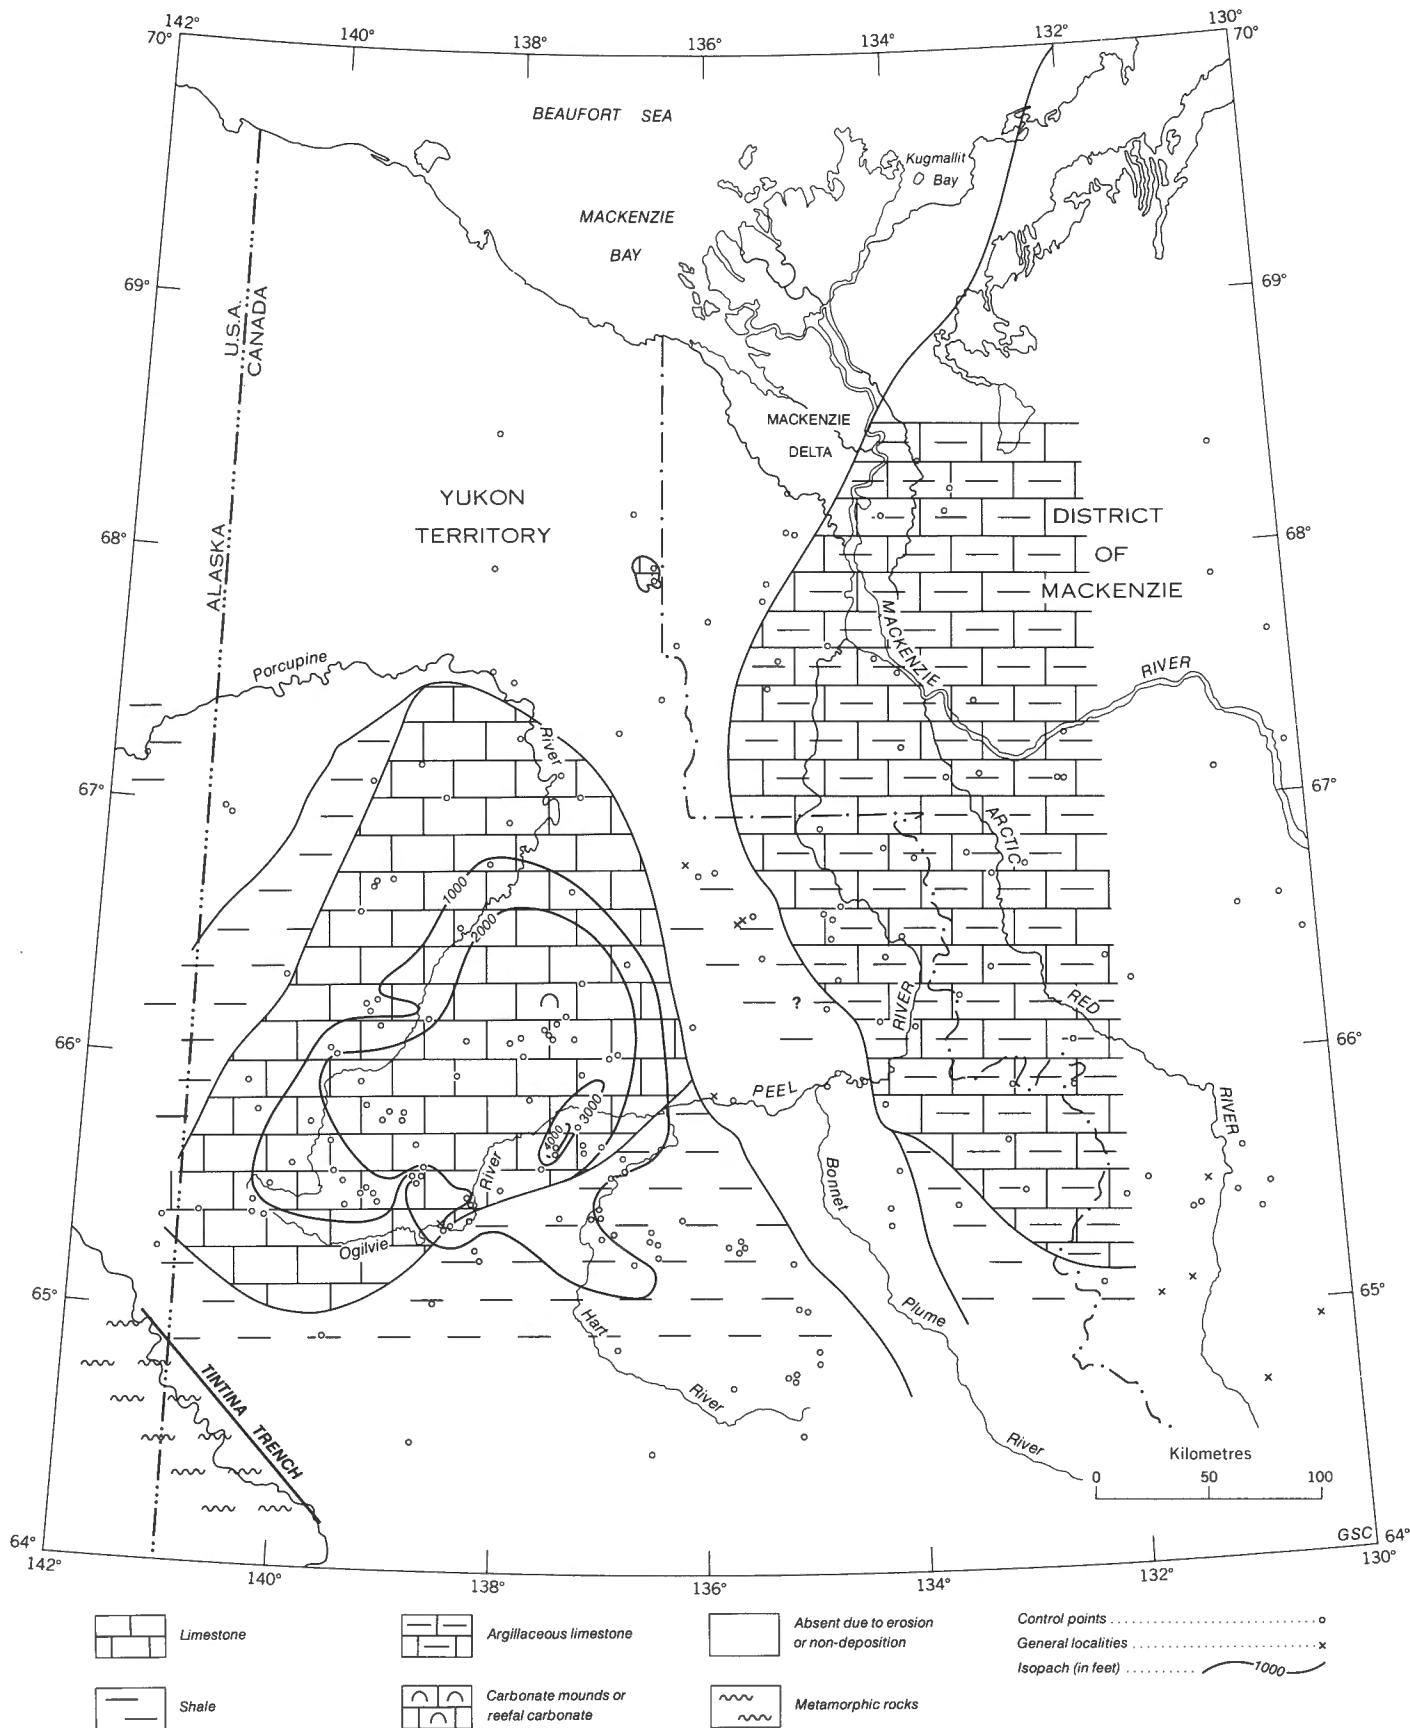 142°
140°
138°
136°
134°
132°
130°
70°
70°
BEAUFORT SEA
Kugmallit
Bay
MACKENZIE
BAY
69°
69°
U.S.A.
CANADA
MACKENZIE
DELTA
YUKON
TERRITORY
DISTRICT
OF
MACKENZIE
68°
68°
ALASKA
MACKENZIE
RIVER
Porcupine
River
67°
67°
ARCTIC
1000
2000
?
RIVER
RED
66°
66°
PEEL
RIVER
3000
4000
River
Bonnet
Ogilvie
65°
65°
Hart
Plume
TINTINA TRENCH
River
River
Kilometres
0 50 100
64°
GSC
64°
142°
140°
138°
136°
134°
132°
130°
Limestone
Argillaceous limestone
Absent due to erosion
or non-deposition
Control points
General localities x
Isopach (in feet) 1000
Shale
Carbonate mounds or
reefal carbonate
Metamorphic rocks